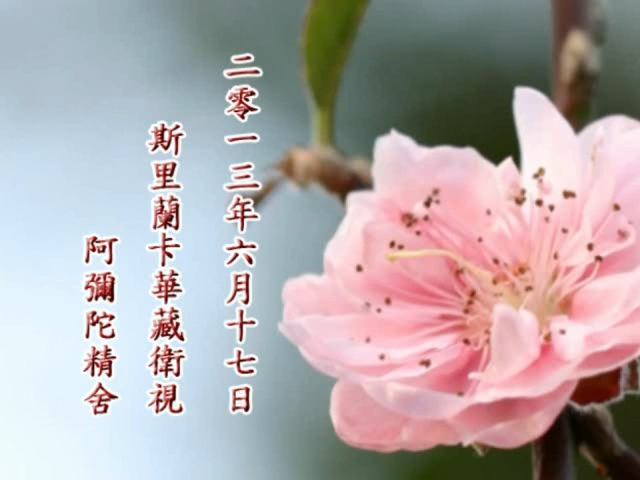 二零一三年六月十七日
斯里蘭卡華藏衛視
阿彌陀精舍